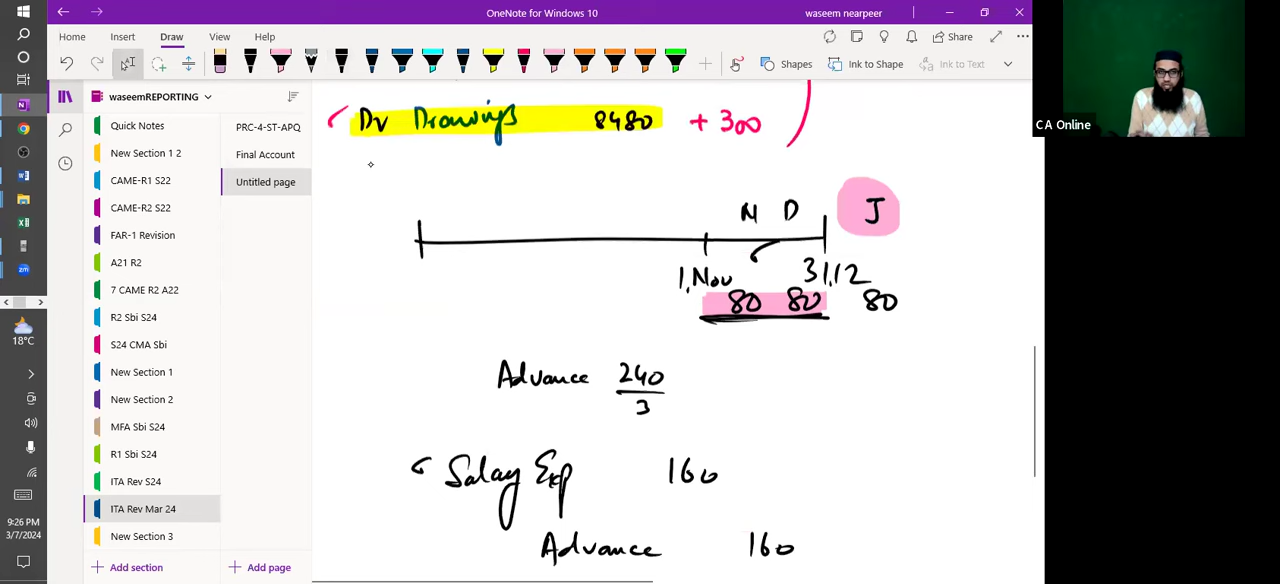 OneNote for Windows 10
waseem nearpeer
Home Insert Draw View Help
Share
Shapes Ink to Shape Ink to Text
waseemREPORTING
Quick Notes
New Section 1 2
CAME-R1 S22
CAME-R2 S22
FAR-1 Revision
A21 R2
7 CAME R2 A22
R2 Sbi S24
S24 CMA Sbi
New Section 1
New Section 2
MFA Sbi S24
R1 Sbi S24
ITA Rev S24
ITA Rev Mar 24
New Section 3
Add section
PRC-4-ST-APQ
Final Account
Untitled page
Add page
Dr Drawings 8480 + 300
N D J
1.Nov 31.12
80 80 80
Advance 240
3
Salary Exp 160
Advance 160
C A Online
18°C
9:26 PM
3/7/2024